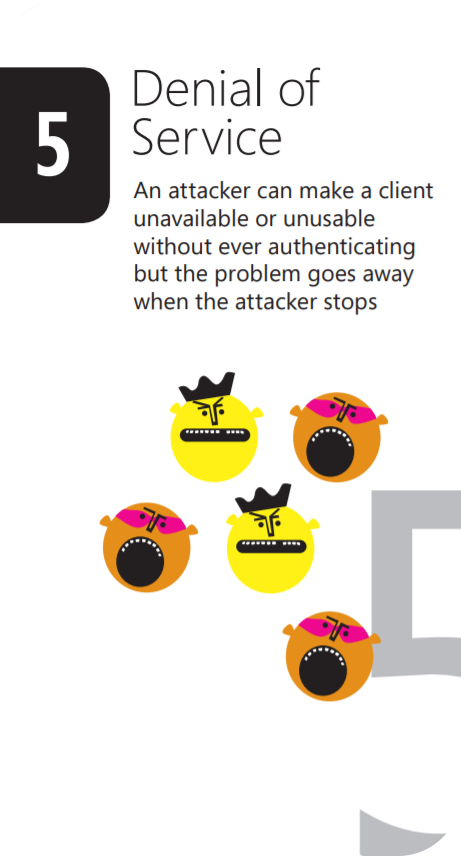 5
Denial of
Service
An attacker can make a client
unavailable or unusable
without ever authenticating
but the problem goes away
when the attacker stops